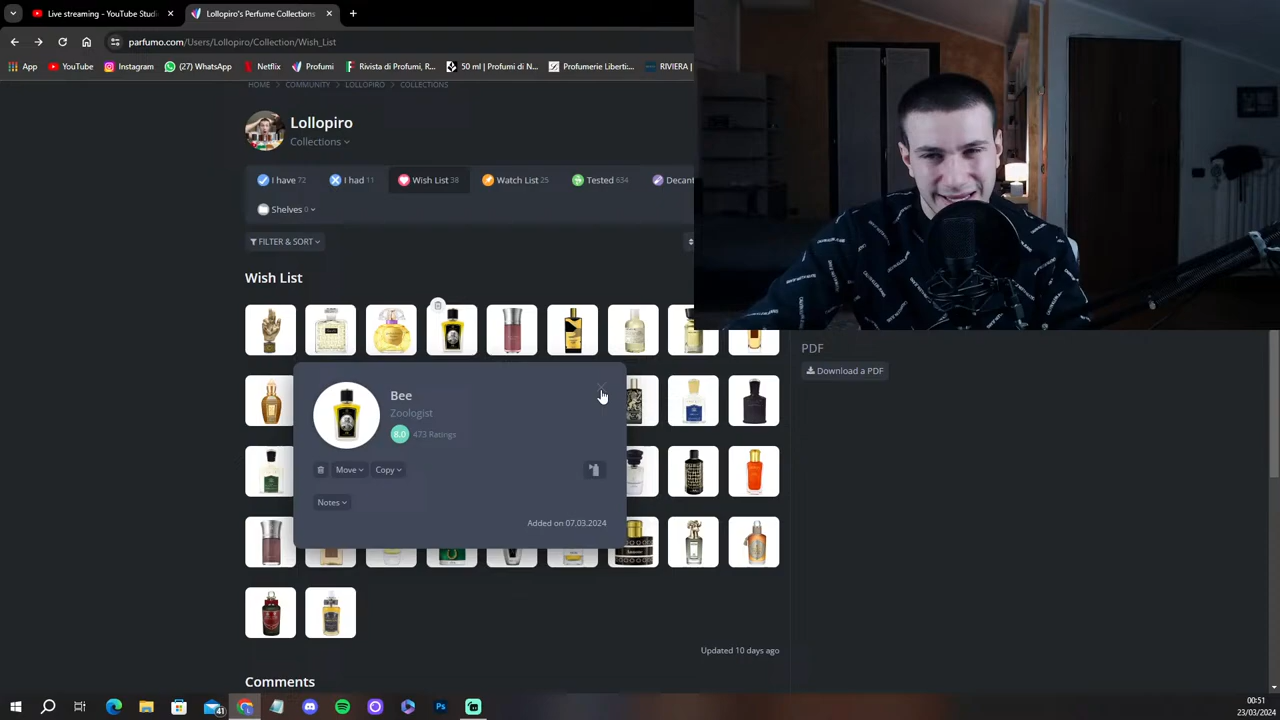 Live streaming - YouTube Studi
Lollopiro's Perfume Collections
parfumo.com/Users/Lollopiro/Collection/Wish_List
App
YouTube
Instagram
(27) WhatsApp
Netflix
Profumi
Rivista di Profumi, R...
50 ml | Profumi di N...
Profumerie Liberti:...
RIVIERA |
HOME
COMMUNITY
LOLLOPIRO
COLLECTIONS
Lollopiro
Collections
I have 72
I had 11
Wish List 38
Watch List 25
Tested 634
Decant
Shelves 0
FILTER & SORT
Wish List
PDF
Download a PDF
Bee
Zoologist
8.0 473 Ratings
Move
Copy
Notes
Added on 07.03.2024
Updated 10 days ago
Comments
41
00:51
23/03/2024